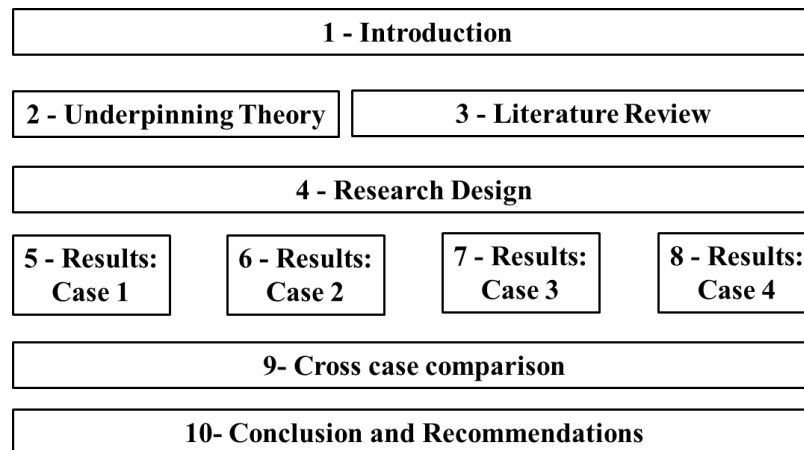 1 - Introduction
2 - Underpinning Theory
3 - Literature Review
4 - Research Design
5 - Results:
Case 1
6 - Results:
Case 2
7 - Results:
Case 3
8 - Results:
Case 4
9- Cross case comparison
10- Conclusion and Recommendations